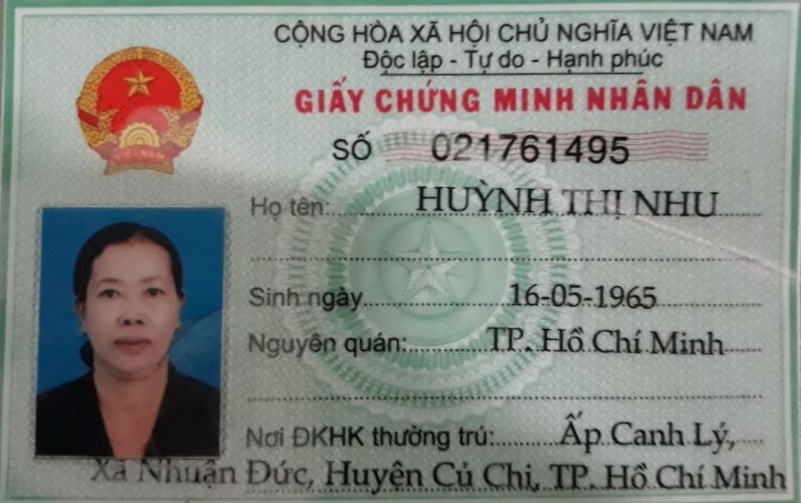 CỘNG HÒA XÃ HỘI CHỦ NGHĨA VIỆT NAM
Độc lập - Tự do - Hạnh phúc
GIẤY CHỨNG MINH NHÂN DÂN
SỐ 021761495
Họ tên: HUỲNH THỊ NHU
Sinh ngày 16-05-1965
Nguyên quán: TP. Hồ Chí Minh
Nơi ĐKHK thường trú: Ấp Canh Lý,
Xã Nhuận Đức, Huyện Củ Chi, TP. Hồ Chí Minh
VIỆT NAM